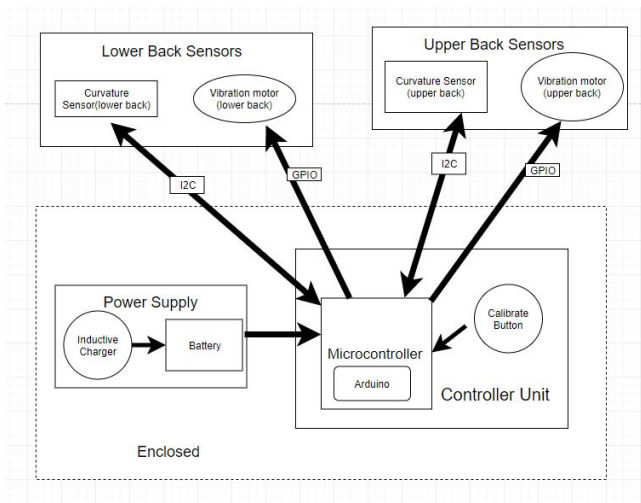 Lower Back Sensors
Upper Back Sensors
Curvature
Sensor(lower back)
Vibration motor
(lower back)
Curvature Sensor
(upper back)
Vibration motor
(upper back)
I2C
GPIO
I2C
GPIO
Power Supply
Inductive
Charger
Battery
Microcontroller
Arduino
Calibrate
Button
Controller Unit
Enclosed